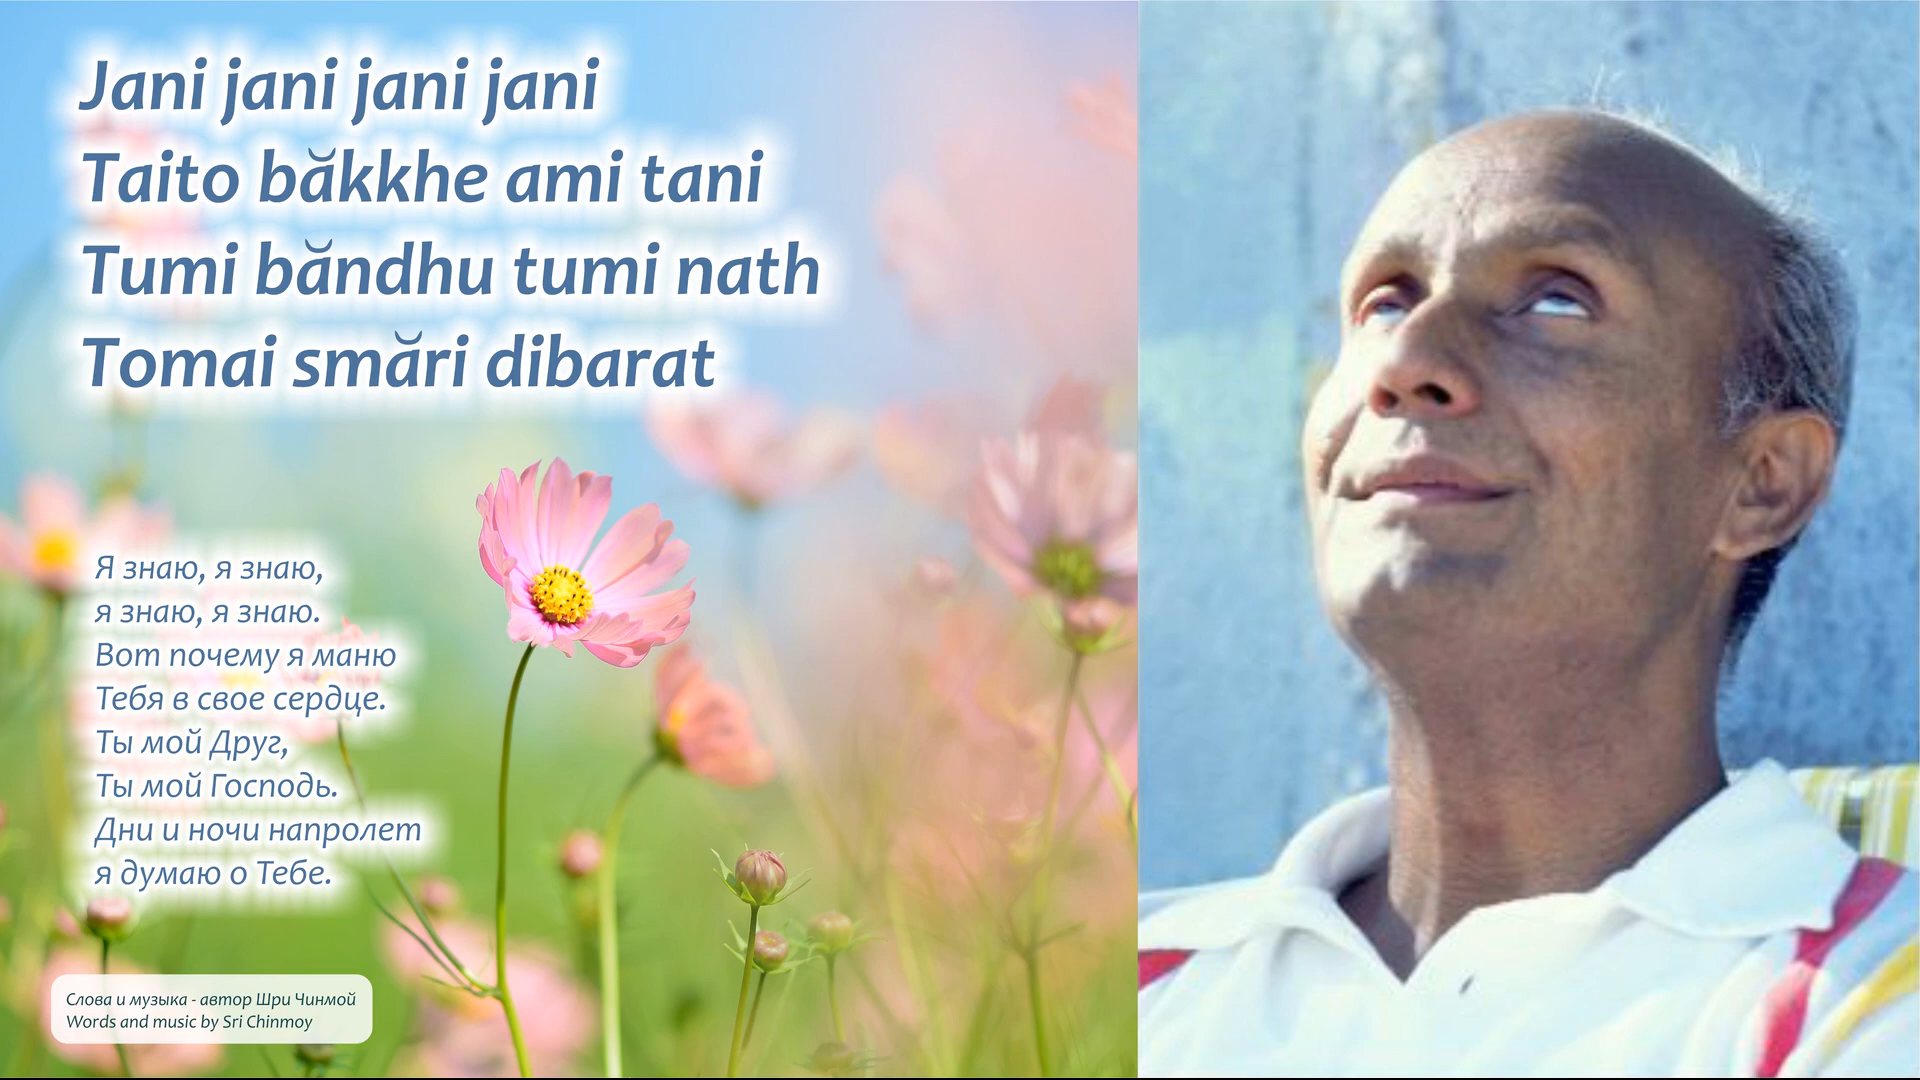 Jani jani jani jani
Taito băkkhe ami tani
Tumi băndhu tumi nath
Tomai smări dibarat
Я знаю, я знаю,
я знаю, я знаю.
Вот почему я маню
Тебя в свое сердце.
Ты мой Друг,
Ты мой Господь.
Дни и ночи напролет
я думаю о Тебе.
Слова и музыка - автор Шри Чинмой
Words and music by Sri Chinmoy